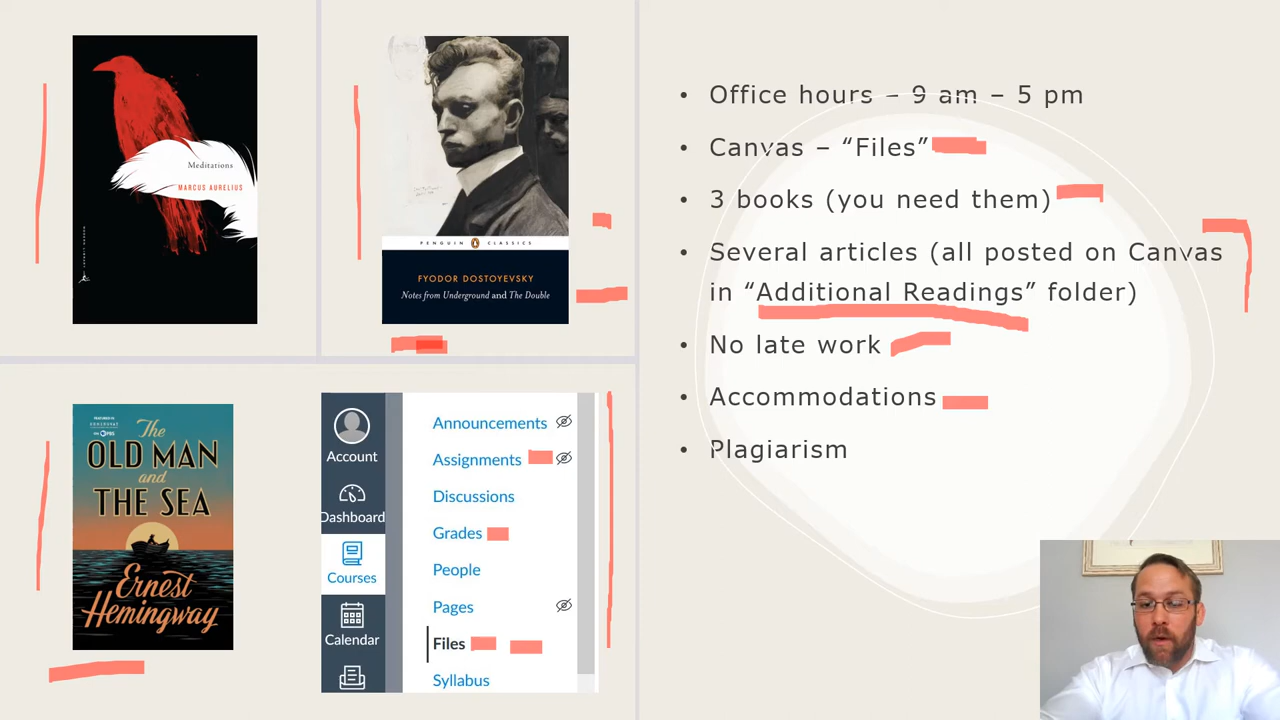 Meditations
MARCUS AURELIUS
PENGUIN CLASSICS
FYODOR DOSTOYEVSKY
Notes from Underground and The Double
The
OLD MAN
and
THE SEA
Ernest
Hemingway
Account
Dashboard
Courses
Calendar
Announcements
Assignments
Discussions
Grades
People
Pages
Files
Syllabus
• Office hours – 9 am – 5 pm
• Canvas – “Files”
• 3 books (you need them)
• Several articles (all posted on Canvas
in “Additional Readings” folder)
• No late work
• Accommodations
• Plagiarism